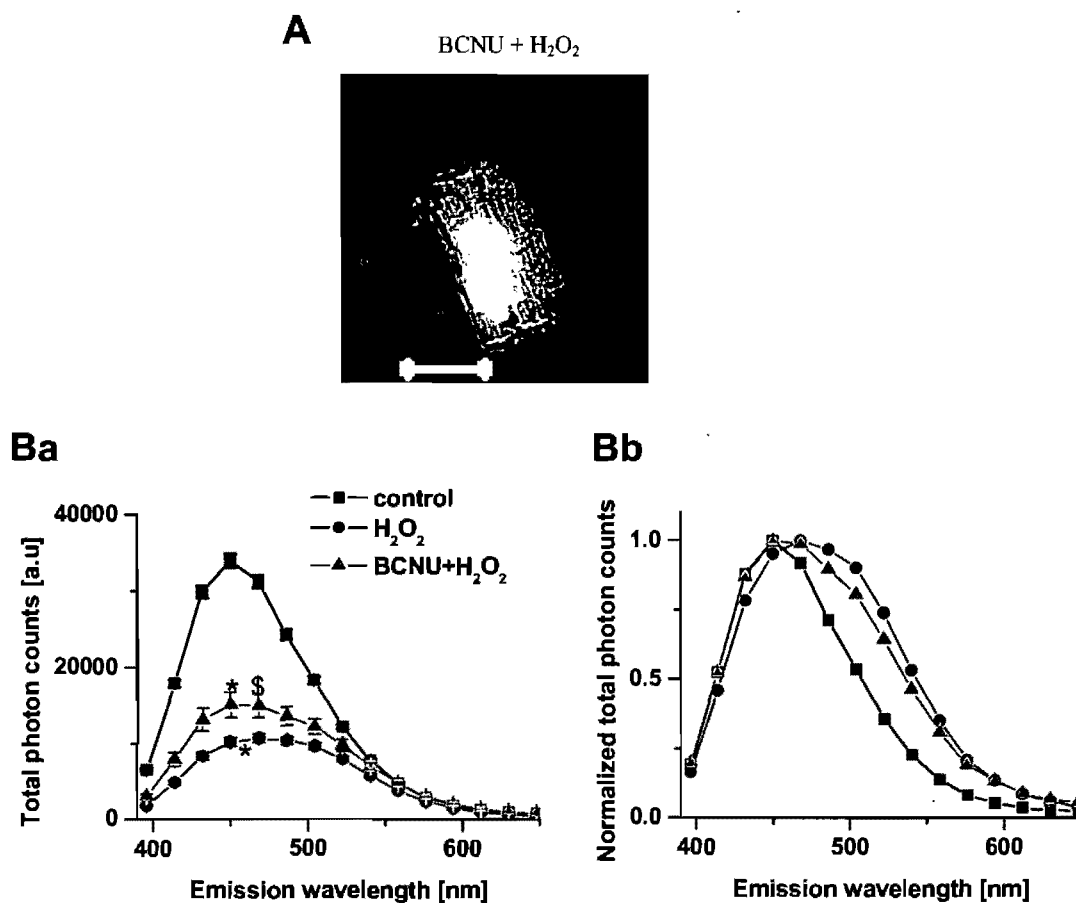 A
BCNU + H₂O₂
Ba
Bb
control
H₂O₂
BCNU+H₂O₂
40000
20000
0
Total photon counts [a.u]
* $
*
400 500 600
Emission wavelength [nm]
1.0
0.5
0.0
Normalized total photon counts
400 500 600
Emission wavelength [nm]